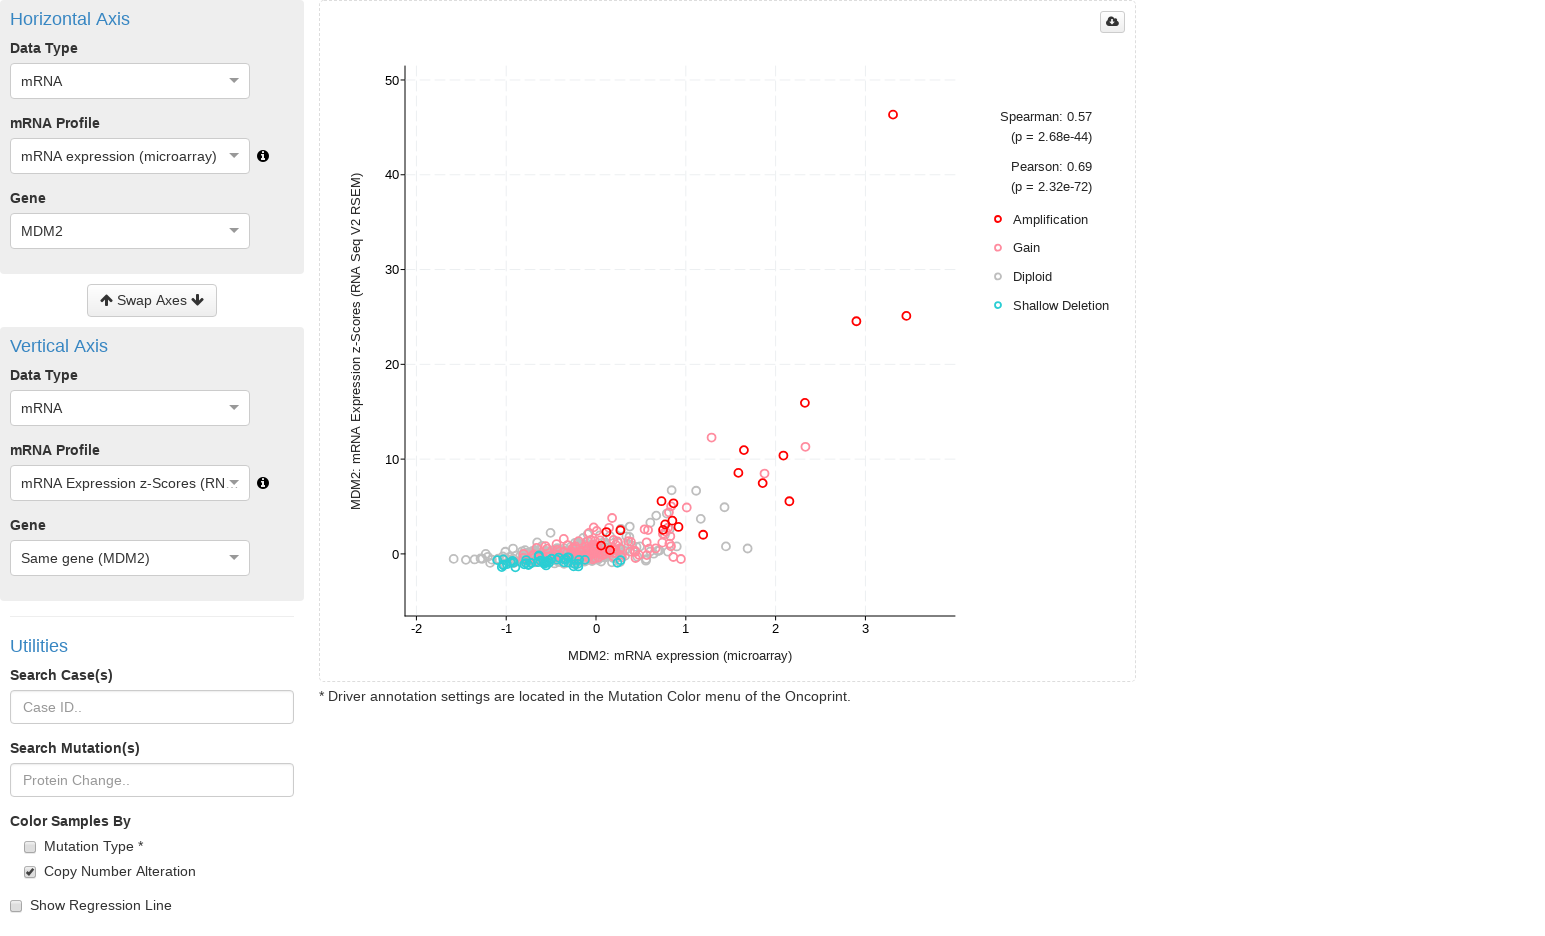 Horizontal Axis
Data Type
mRNA
mRNA Profile
mRNA expression (microarray)
Gene
MDM2
Swap Axes
Vertical Axis
Data Type
mRNA
mRNA Profile
mRNA Expression z-Scores (RN...
Gene
Same gene (MDM2)
Utilities
Search Case(s)
Case ID..
Search Mutation(s)
Protein Change..
Color Samples By
Mutation Type *
Copy Number Alteration
Show Regression Line
MDM2: mRNA Expression z-Scores (RNA Seq V2 RSEM)
50
40
30
20
10
0
-2 -1 0 1 2 3
MDM2: mRNA expression (microarray)
Spearman: 0.57
(p = 2.68e-44)
Pearson: 0.69
(p = 2.32e-72)
Amplification
Gain
Diploid
Shallow Deletion
* Driver annotation settings are located in the Mutation Color menu of the Oncoprint.